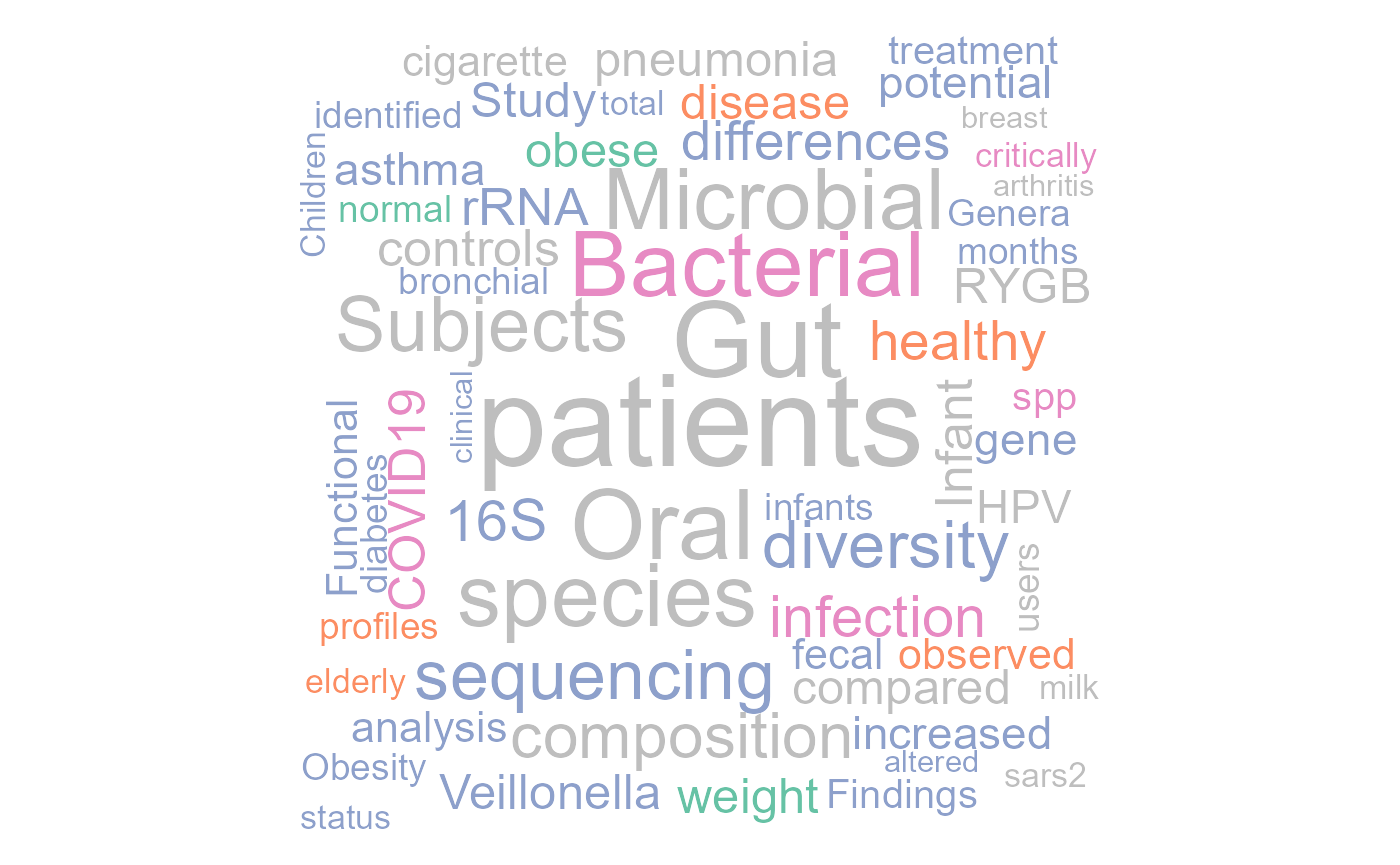 cigarette
pneumonia
treatment
potential
Study
total
disease
identified
breast
obese
differences
critically
Children
asthma
Microbial
arthritis
normal
rRNA
Genera
controls
Bacterial
months
bronchial
RYGB
Subjects
Gut
healthy
clinical
patients
Infant
spp
Functional
diabetes
COVID19
gene
16S
Oral
infants
HPV
diversity
users
species
infection
profiles
fecal
observed
elderly
sequencing
compared
milk
analysis
composition
increased
Obesity
altered
sars2
Veillonella
weight
Findings
status